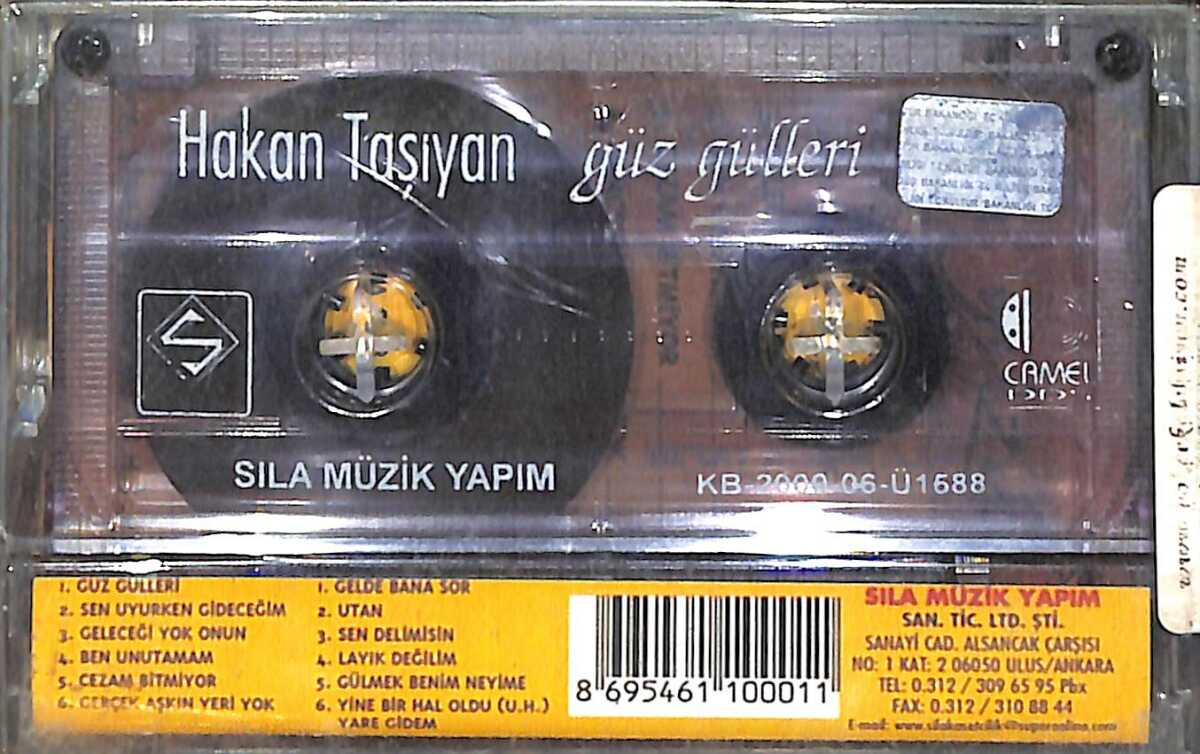 Hakan Taşıyan güz gülleri
S
CAMEL
SILA MÜZİK YAPIM
KB-2000-06-Ü1688
1. GÜZ GÜLLERİ
2. SEN UYURKEN GİDECEĞİM
3. GELECEĞİ YOK ONUN
4. BEN UNUTAMAM
5. CEZAM BİTMİYOR
6. GERÇEK AŞKIN YERİ YOK
1. GELDE BANA SOR
2. UTAN
3. SEN DELİMİSİN
4. LAYIK DEĞİLİM
5. GÜLMEK BENİM NEYİME
6. YİNE BİR HAL OLDU (U.H.)
YARE GİDEM
8 695461 100011
SILA MÜZİK YAPIM
SAN. TİC. LTD. ŞTİ.
SANAYİ CAD. ALSANCAK ÇARŞISI
NO: 1 KAT: 2 06050 ULUS/ANKARA
TEL: 0.312 / 309 65 95 Pbx
FAX: 0.312 / 310 88 44